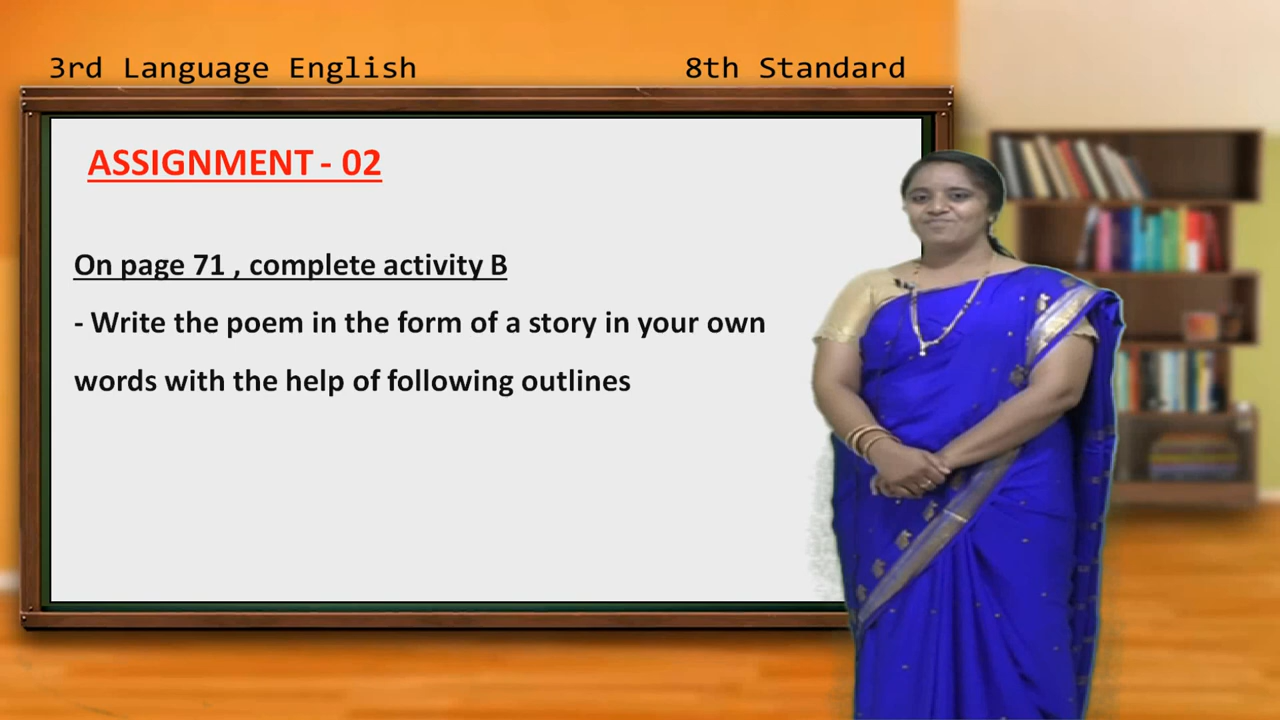 3rd Language English 8th Standard
ASSIGNMENT - 02
On page 71 , complete activity B
- Write the poem in the form of a story in your own
words with the help of following outlines